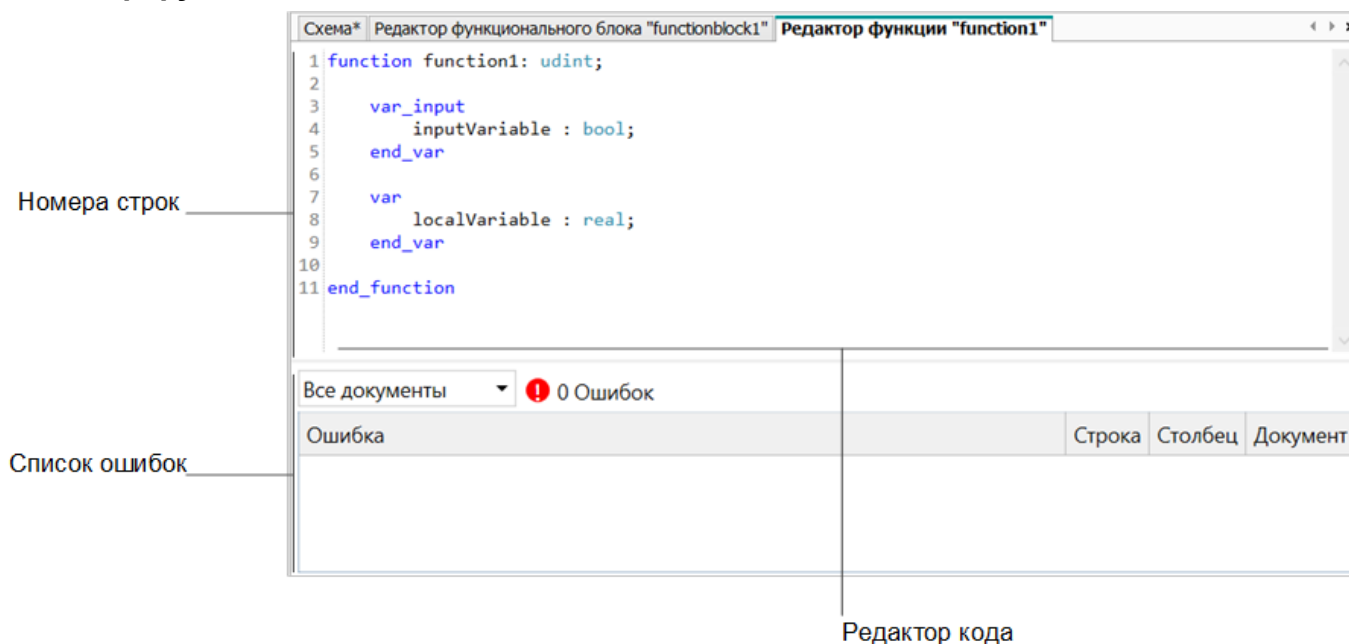 Схема* Редактор функционального блока "functionblock1" Редактор функции "function1"
1 function function1: udint;
2
3 var_input
4 inputVariable : bool;
5 end_var
6
7 var
8 localVariable : real;
9 end_var
10
11 end_function
Номера строк
Все документы 0 Ошибок
Ошибка Строка Столбец Документ
Список ошибок
Редактор кода